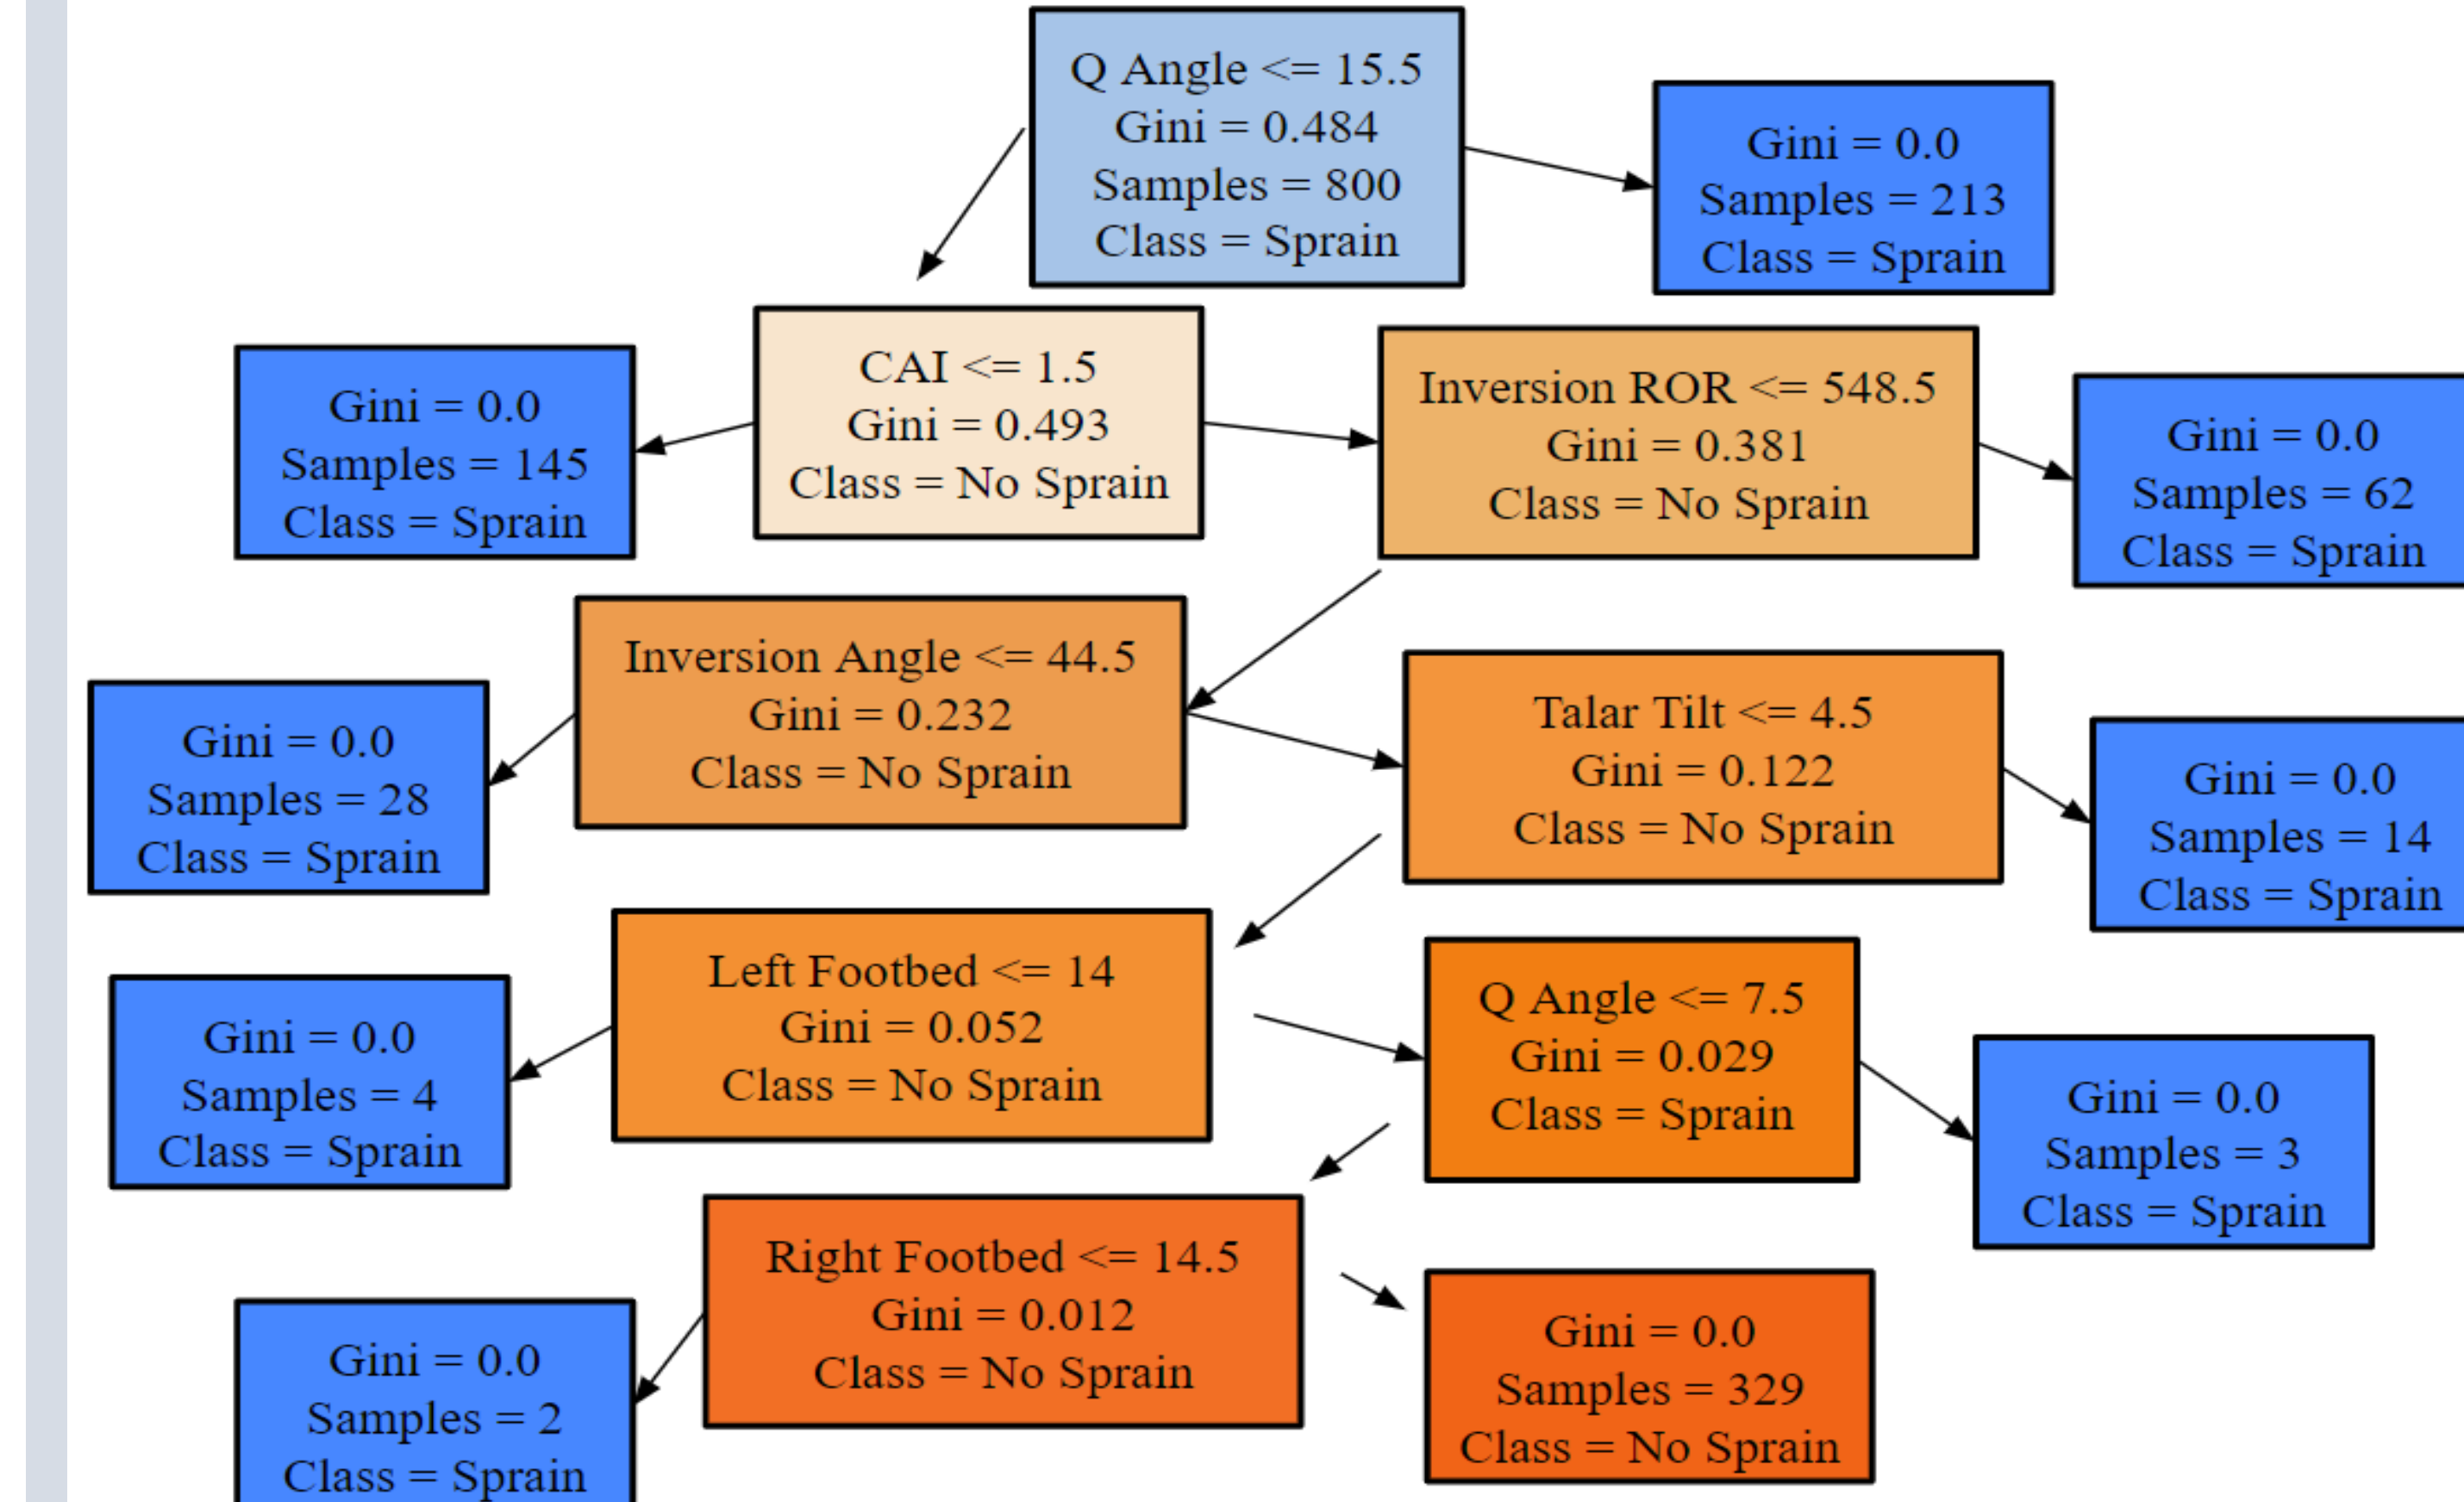 Q Angle <= 15.5
Gini = 0.484
Samples = 800
Class = Sprain
Gini = 0.0
Samples = 213
Class = Sprain
Gini = 0.0
Samples = 145
Class = Sprain
CAI <= 1.5
Gini = 0.493
Class = No Sprain
Inversion ROR <= 548.5
Gini = 0.381
Class = No Sprain
Gini = 0.0
Samples = 62
Class = Sprain
Gini = 0.0
Samples = 28
Class = Sprain
Inversion Angle <= 44.5
Gini = 0.232
Class = No Sprain
Talar Tilt <= 4.5
Gini = 0.122
Class = No Sprain
Gini = 0.0
Samples = 14
Class = Sprain
Gini = 0.0
Samples = 4
Class = Sprain
Left Footbed <= 14
Gini = 0.052
Class = No Sprain
Q Angle <= 7.5
Gini = 0.029
Class = Sprain
Gini = 0.0
Samples = 3
Class = Sprain
Gini = 0.0
Samples = 2
Class = Sprain
Right Footbed <= 14.5
Gini = 0.012
Class = No Sprain
Gini = 0.0
Samples = 329
Class = No Sprain